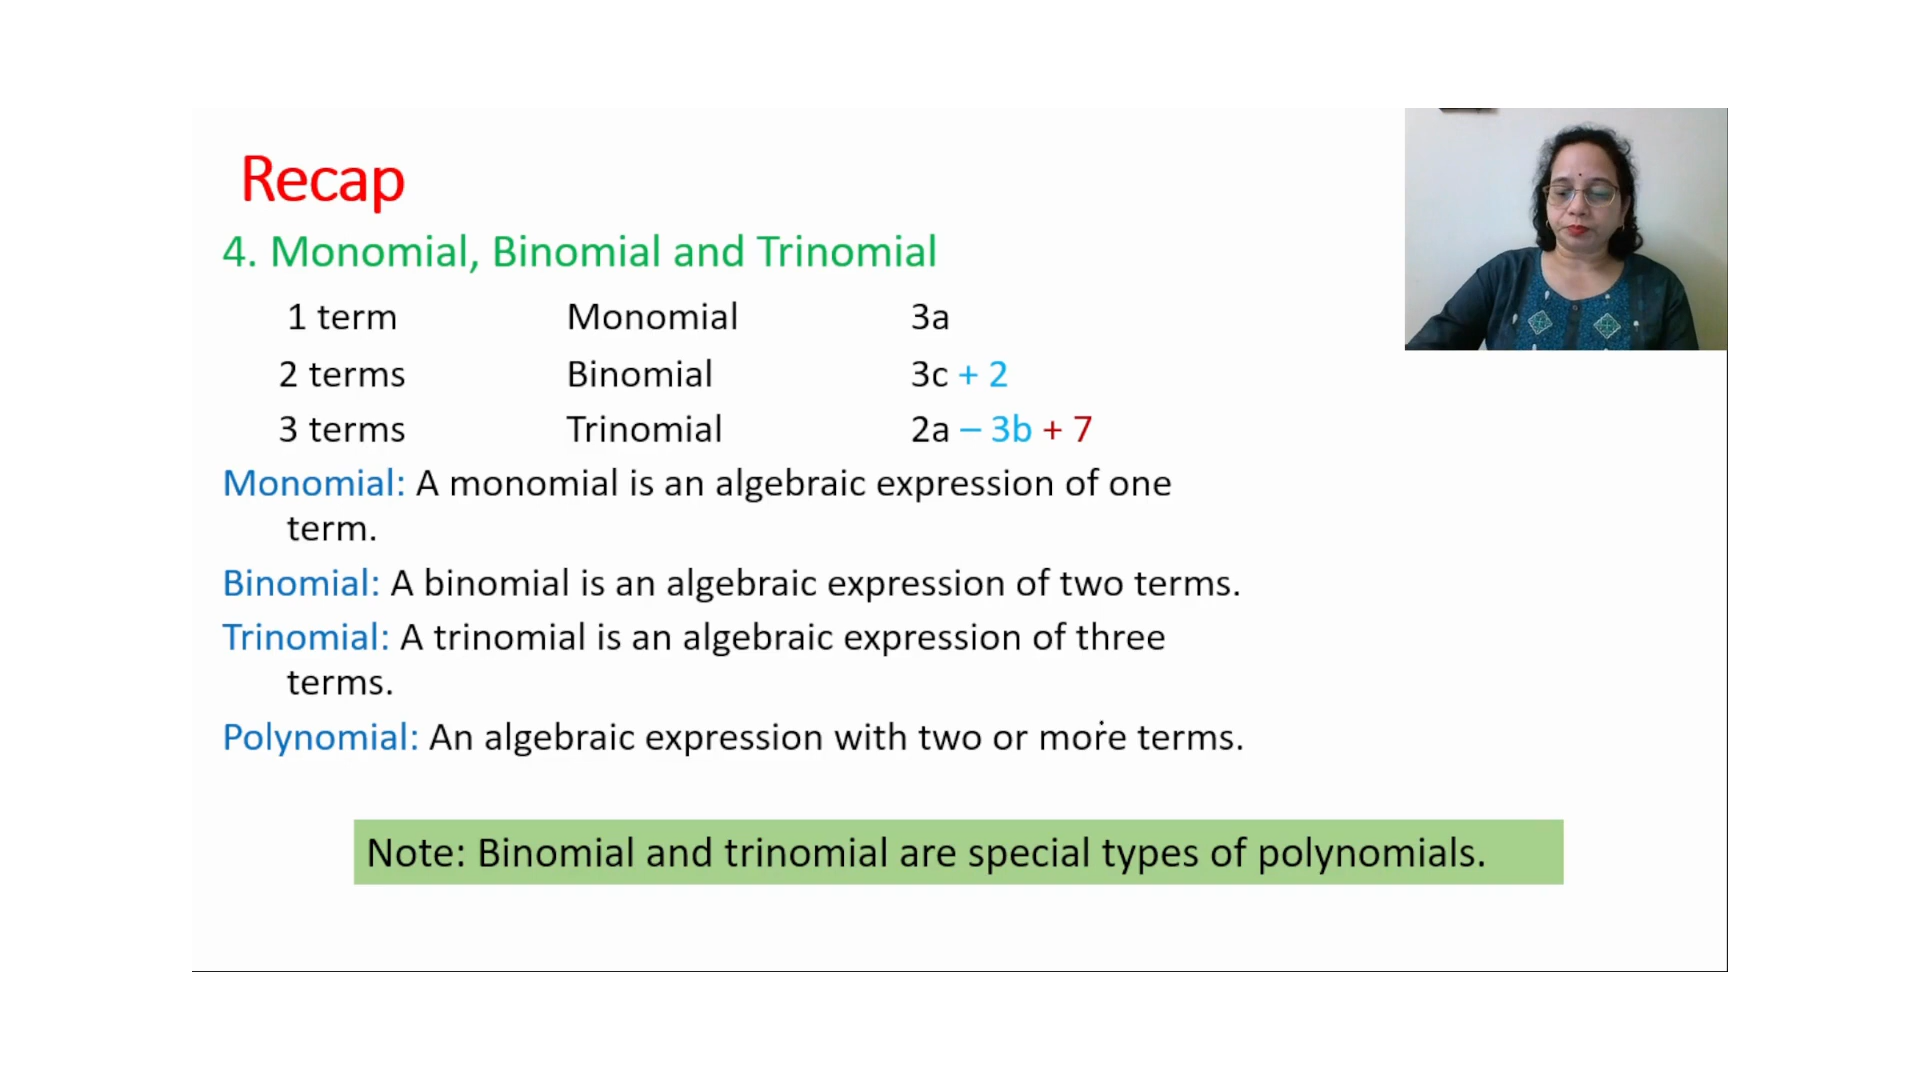 Recap
4. Monomial, Binomial and Trinomial
1 term Monomial 3a
2 terms Binomial 3c + 2
3 terms Trinomial 2a – 3b + 7
Monomial: A monomial is an algebraic expression of one
term.
Binomial: A binomial is an algebraic expression of two terms.
Trinomial: A trinomial is an algebraic expression of three
terms.
Polynomial: An algebraic expression with two or more terms.
Note: Binomial and trinomial are special types of polynomials.